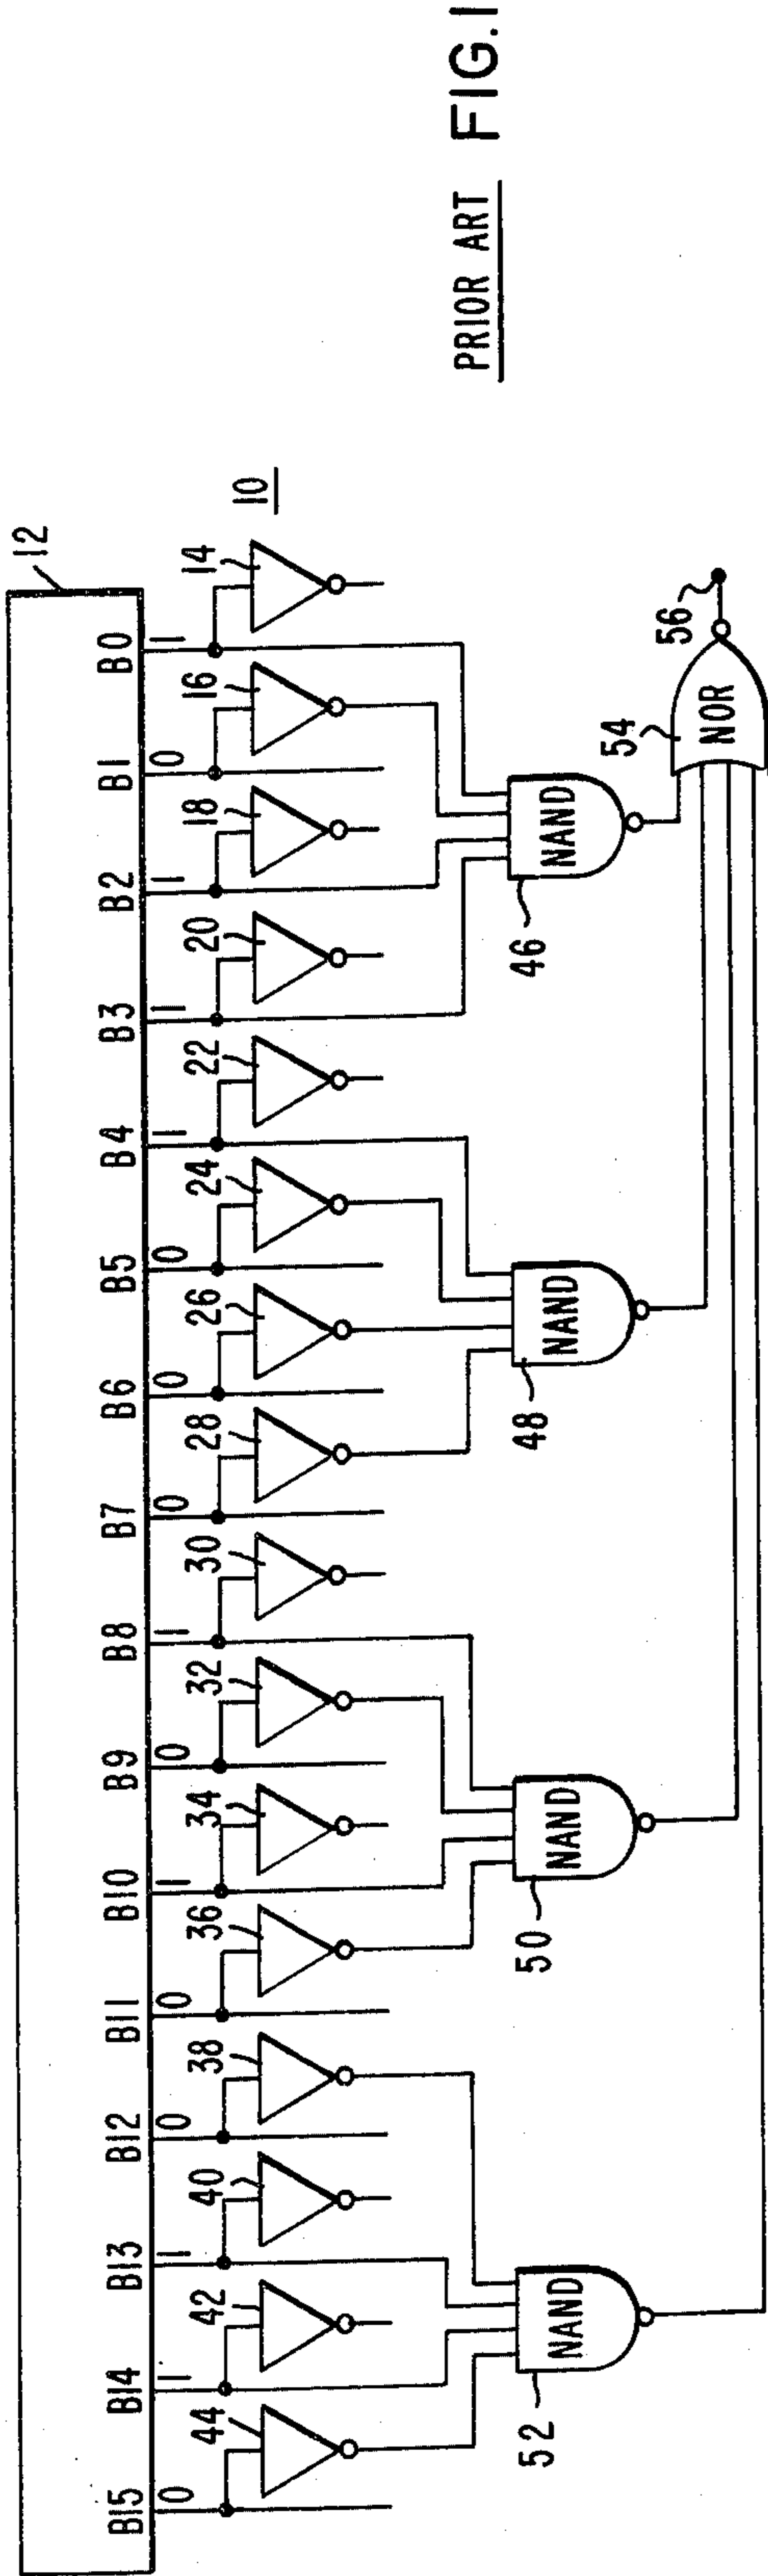 12
B15 B14 B13 B12 B11 B10 B9 B8 B7 B6 B5 B4 B3 B2 B1 B0
0 1 1 0 0 1 0 1 0 0 0 1 1 1 0 1
44 42 40 38 36 34 32 30 28 26 24 22 20 18 16 14
10
52 NAND
50 NAND
48 NAND
46 NAND
54
NOR
56
PRIOR ART FIG.1